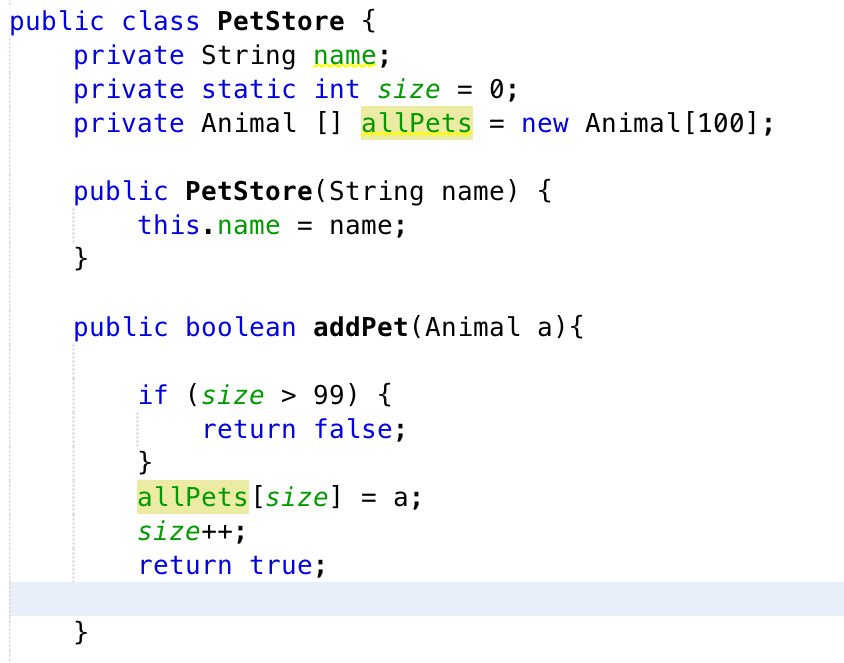 public class PetStore {
    private String name;
    private static int size = 0;
    private Animal [] allPets = new Animal[100];

    public PetStore(String name) {
        this.name = name;
    }

    public boolean addPet(Animal a){

        if (size > 99) {
            return false;
        }
        allPets[size] = a;
        size++;
        return true;

    }